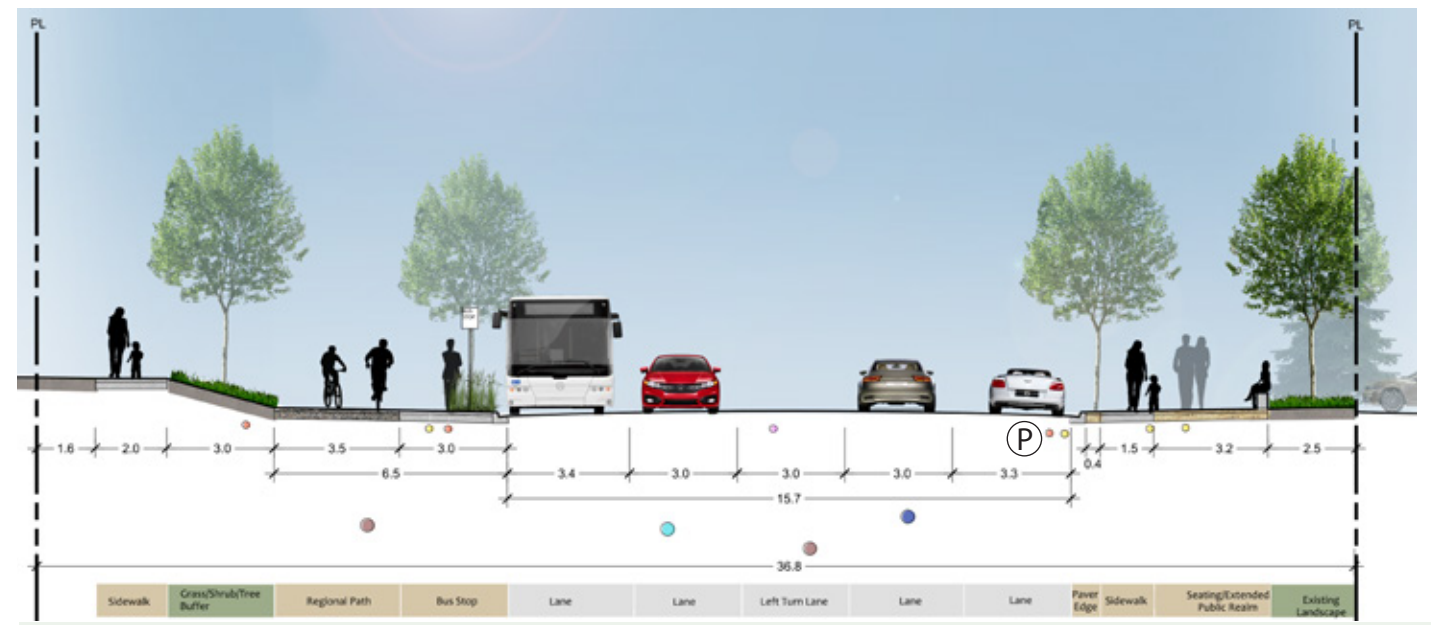 PL
PL
P
1.6
2.0
3.0
3.5
3.0
3.4
3.0
3.0
3.0
3.3
0.4
1.5
3.2
2.5
6.5
15.7
36.8
Sidewalk
Grass/Shrub/Tree
Buffer
Regional Path
Bus Stop
Lane
Lane
Left Turn Lane
Lane
Lane
Paver
Edge
Sidewalk
Seating/Extended
Public Realm
Existing
Landscape